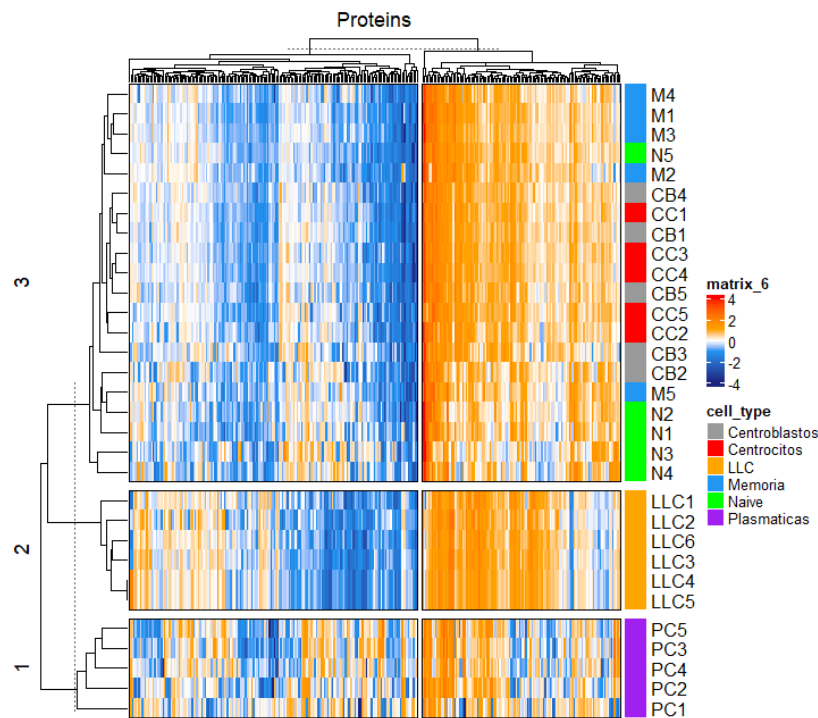 Proteins
3
M4
M1
M3
N5
M2
CB4
CC1
CB1
CC3
CC4
CB5
CC5
CC2
CB3
CB2
M5
N2
N1
N3
N4
2
LLC1
LLC2
LLC6
LLC3
LLC4
LLC5
1
PC5
PC3
PC4
PC2
PC1
matrix_6
4
2
0
-2
-4
cell_type
Centroblastos
Centrocitos
LLC
Memoria
Naive
Plasmaticas